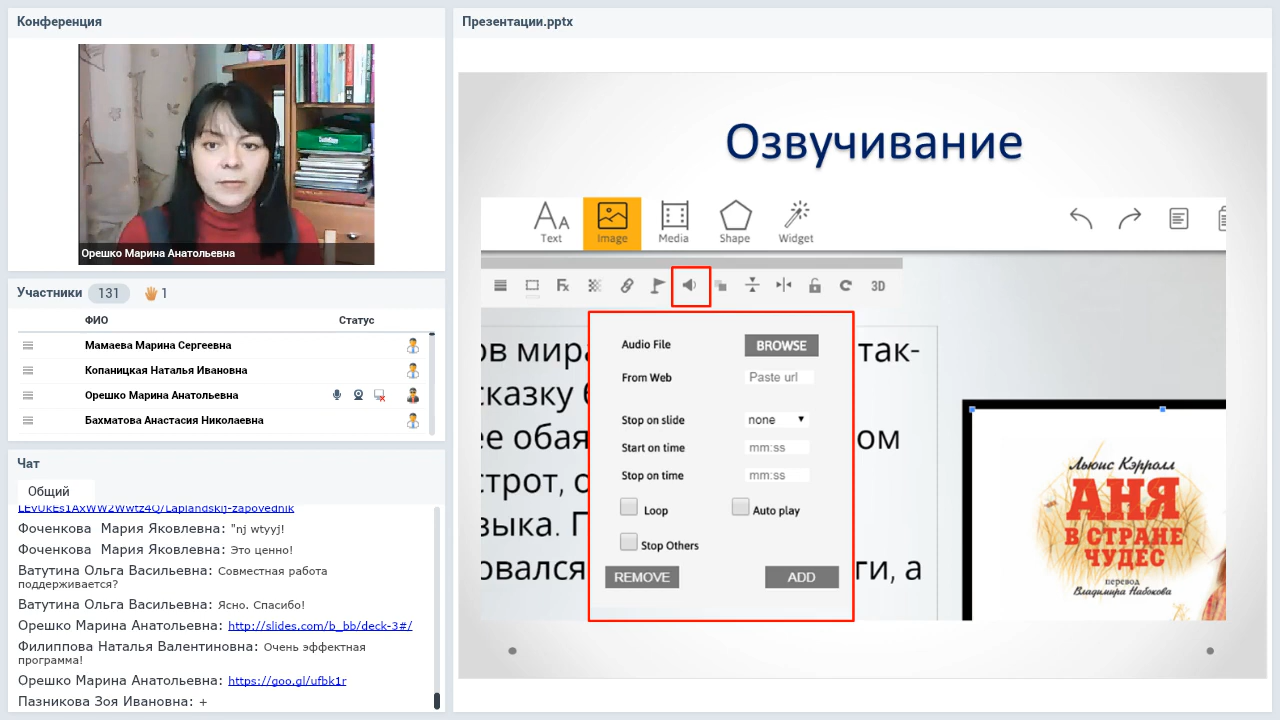 Конференция
Орешко Марина Анатольевна
Участники 131 1
ФИО Статус
Мамаева Марина Сергеевна
Копаницкая Наталья Ивановна
Орешко Марина Анатольевна
Бахматова Анастасия Николаевна
Чат
Общий
LEvUkEs1AxWW2Wwtz4Q/Laplandskij-zapovednik
Фоченкова Мария Яковлевна: "nj wtyyj!
Фоченкова Мария Яковлевна: Это ценно!
Ватутина Ольга Васильевна: Совместная работа
поддерживается?
Ватутина Ольга Васильевна: Ясно. Спасибо!
Орешко Марина Анатольевна: http://slides.com/b_bb/deck-3#/
Филиппова Наталья Валентиновна: Очень эффектная
программа!
Орешко Марина Анатольевна: https://goo.gl/ufbk1r
Пазникова Зоя Ивановна: +
Презентации.pptx
Озвучивание
Text Image Media Shape Widget
Fx 3D
ов мира так-
сказку б
ее обая ом
строт, о
зыка. П
овался ги, а
Audio File BROWSE
From Web Paste url
Stop on slide none
Start on time mm:ss
Stop on time mm:ss
Loop Auto play
Stop Others
REMOVE ADD
Льюис Кэрролл
АНЯ
В СТРАНЕ
ЧУДЕС
перевод
Владимира Набокова